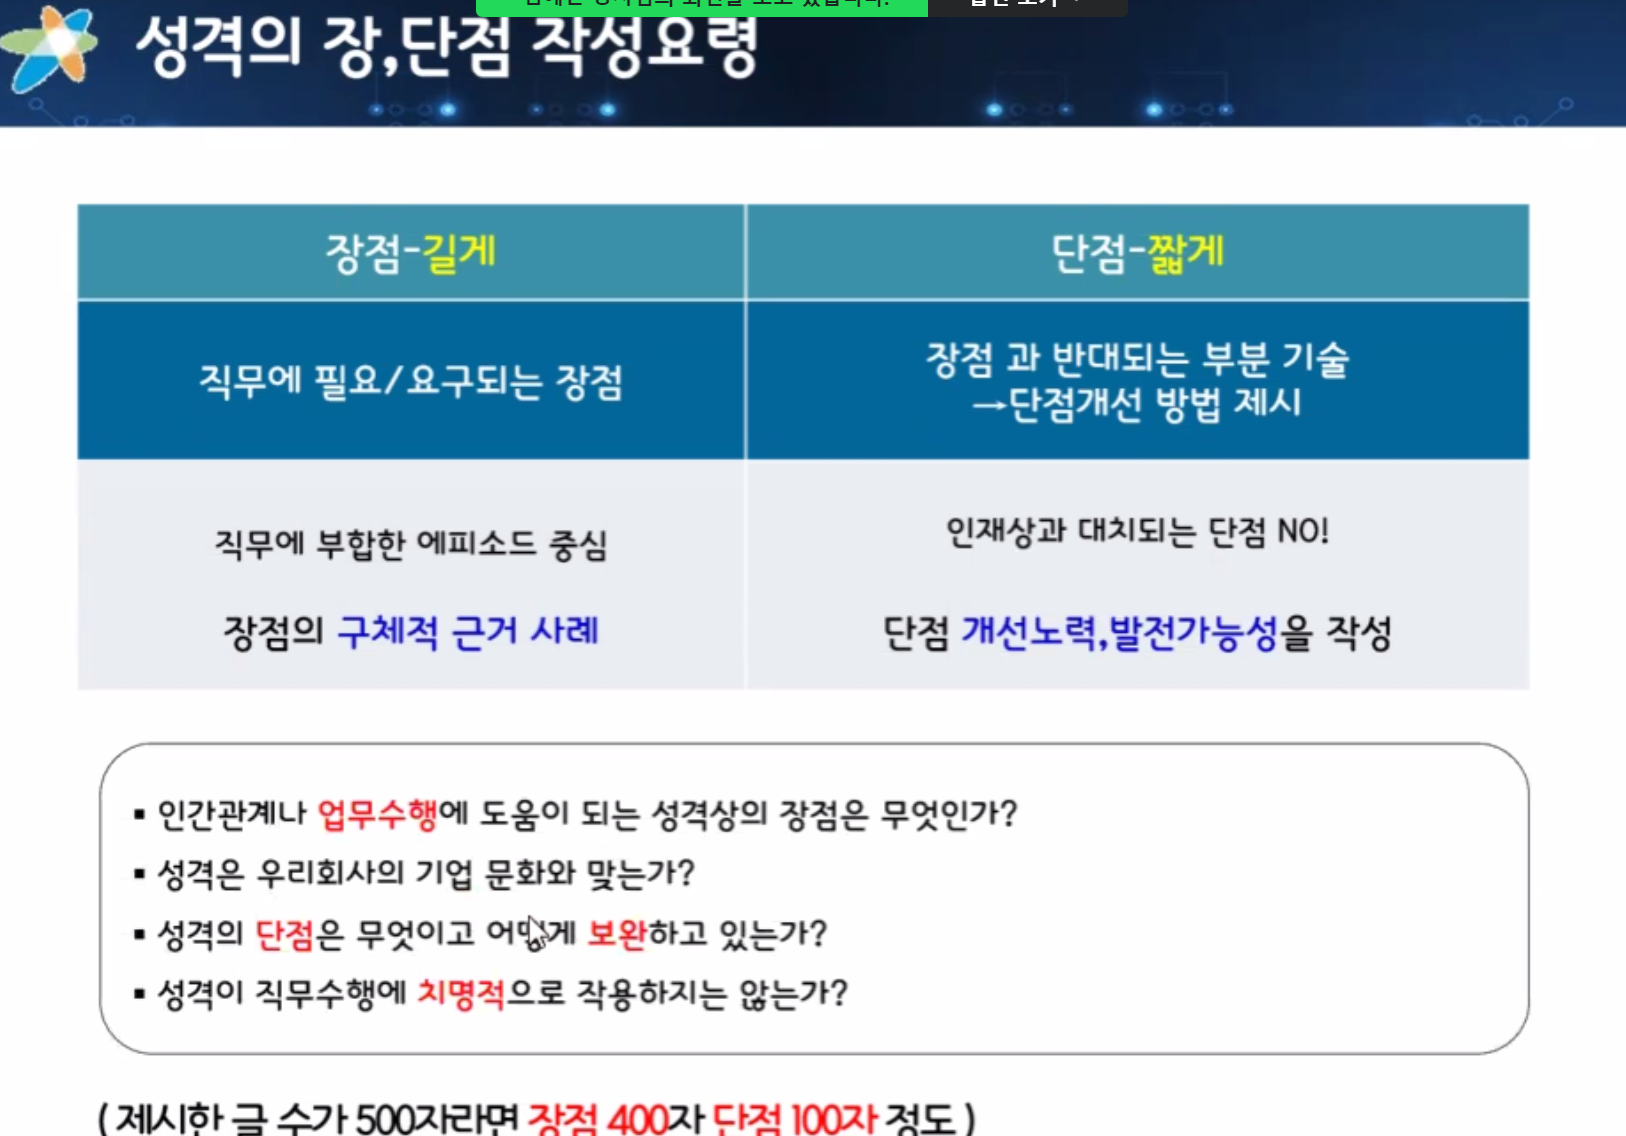 성격의 장,단점 작성요령
장점-길게
단점-짧게
직무에 필요/요구되는 장점
장점 과 반대되는 부분 기술
→단점개선 방법 제시
직무에 부합한 에피소드 중심
장점의 구체적 근거 사례
인재상과 대치되는 단점 NO!
단점 개선노력,발전가능성을 작성
▪ 인간관계나 업무수행에 도움이 되는 성격상의 장점은 무엇인가?
▪ 성격은 우리회사의 기업 문화와 맞는가?
▪ 성격의 단점은 무엇이고 어떻게 보완하고 있는가?
▪ 성격이 직무수행에 치명적으로 작용하지는 않는가?
( 제시한 글 수가 500자라면 장점 400자 단점 100자 정도 )